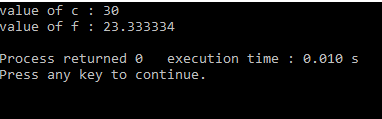 value of c : 30
value of f : 23.333334
Process returned 0   execution time : 0.010 s
Press any key to continue.